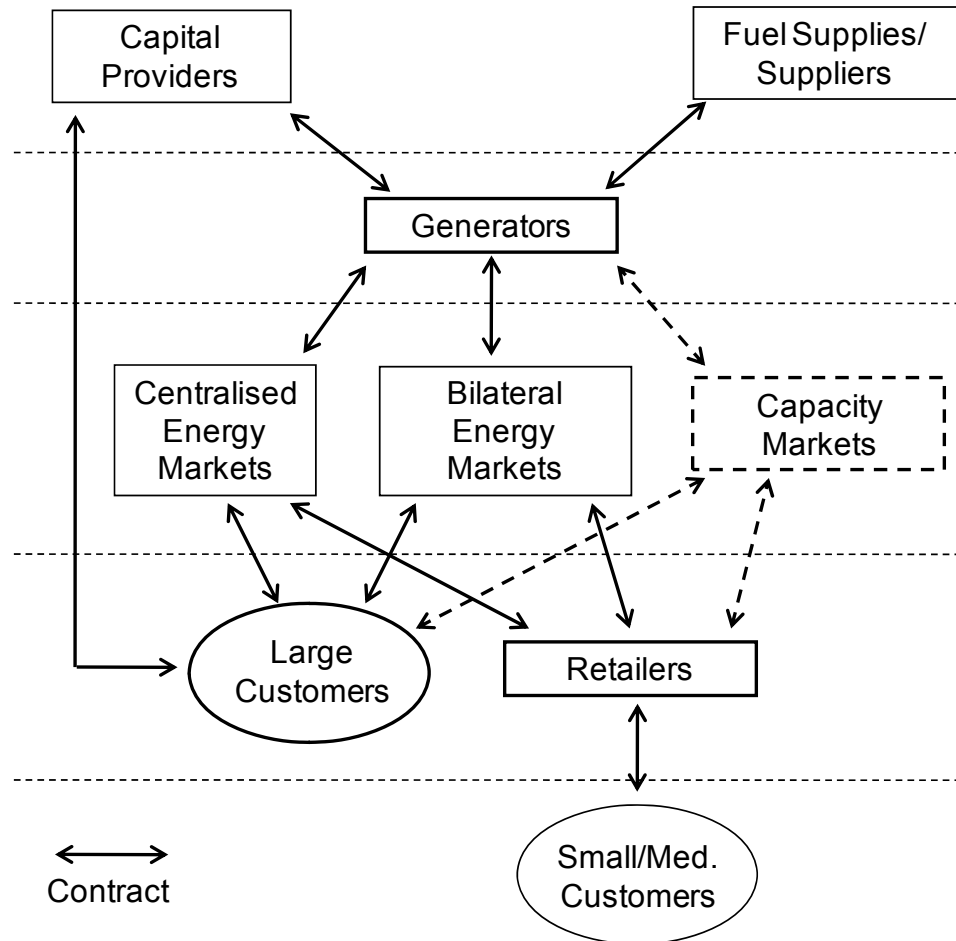 Capital
Providers
Fuel Supplies/
Suppliers
Generators
Centralised
Energy
Markets
Bilateral
Energy
Markets
Capacity
Markets
Large
Customers
Retailers
Small/Med.
Customers
Contract